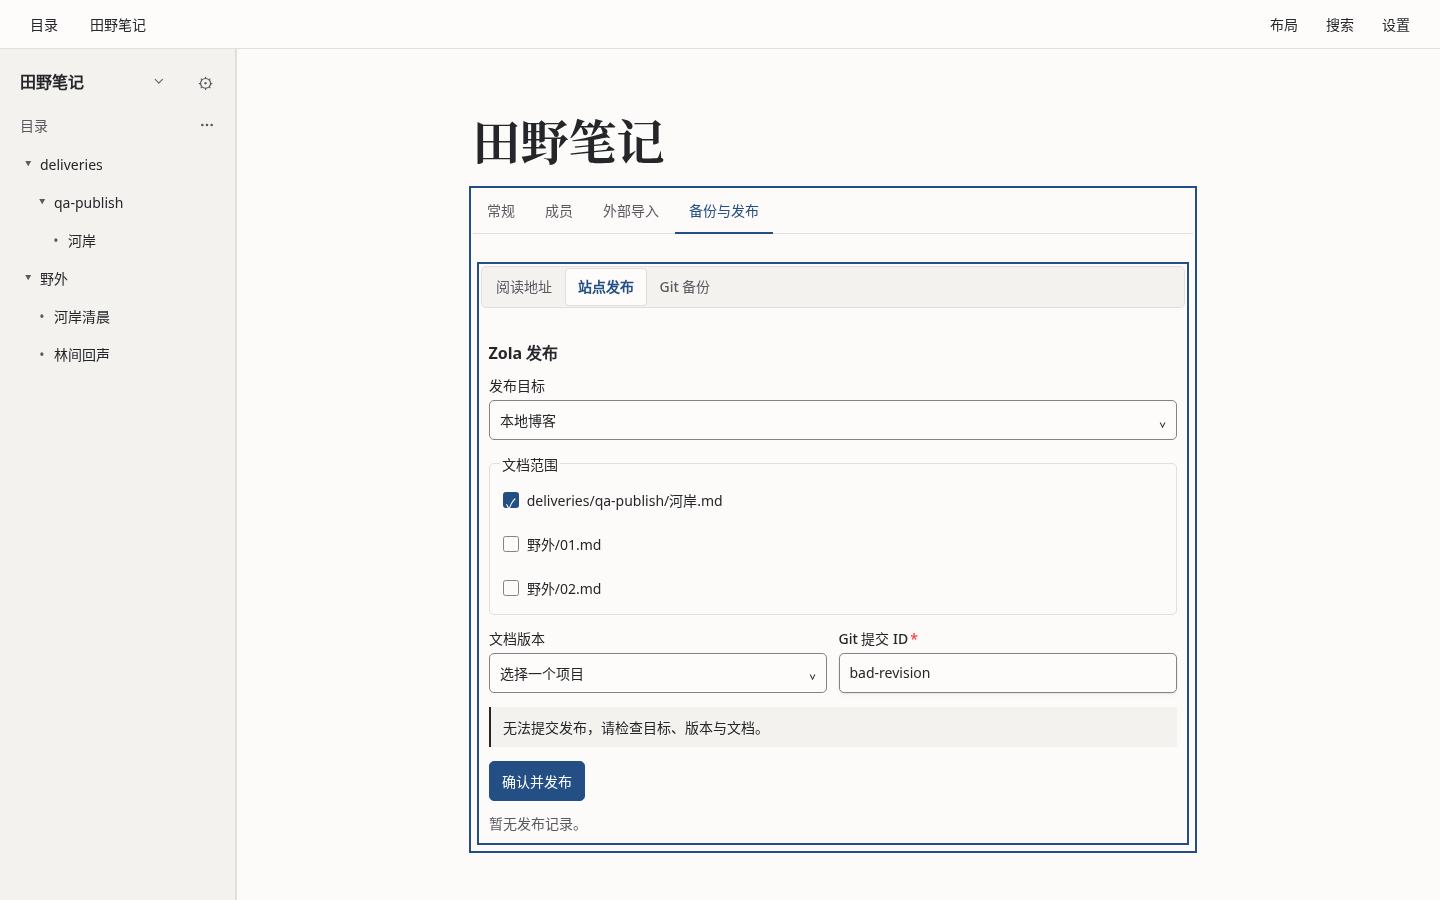 目录 田野笔记 布局 搜索 设置
田野笔记
目录
deliveries
qa-publish
河岸
野外
河岸清晨
林间回声
田野笔记
常规 成员 外部导入 备份与发布
阅读地址 站点发布 Git 备份
Zola 发布
发布目标
本地博客
文档范围
deliveries/qa-publish/河岸.md
野外/01.md
野外/02.md
文档版本 Git 提交 ID*
选择一个项目 bad-revision
无法提交发布，请检查目标、版本与文档。
确认并发布
暂无发布记录。